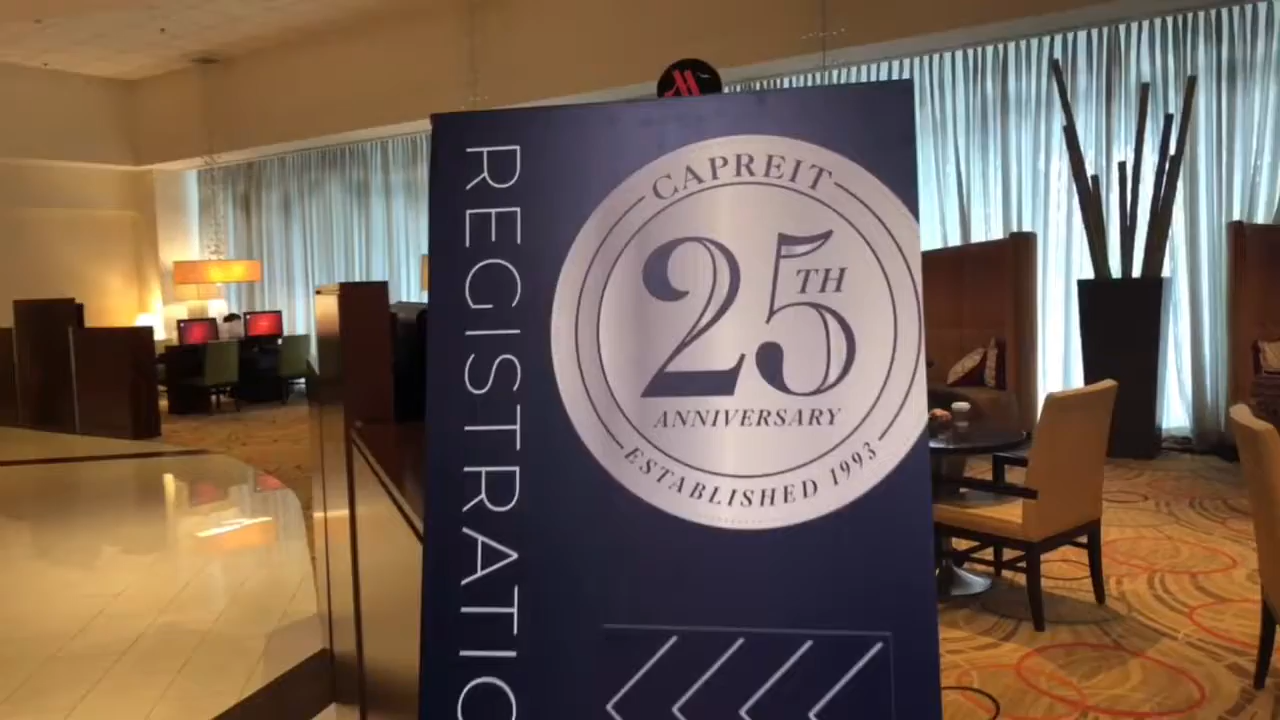 REGISTRATIO
CAPREIT
25TH
ANNIVERSARY
ESTABLISHED 1993